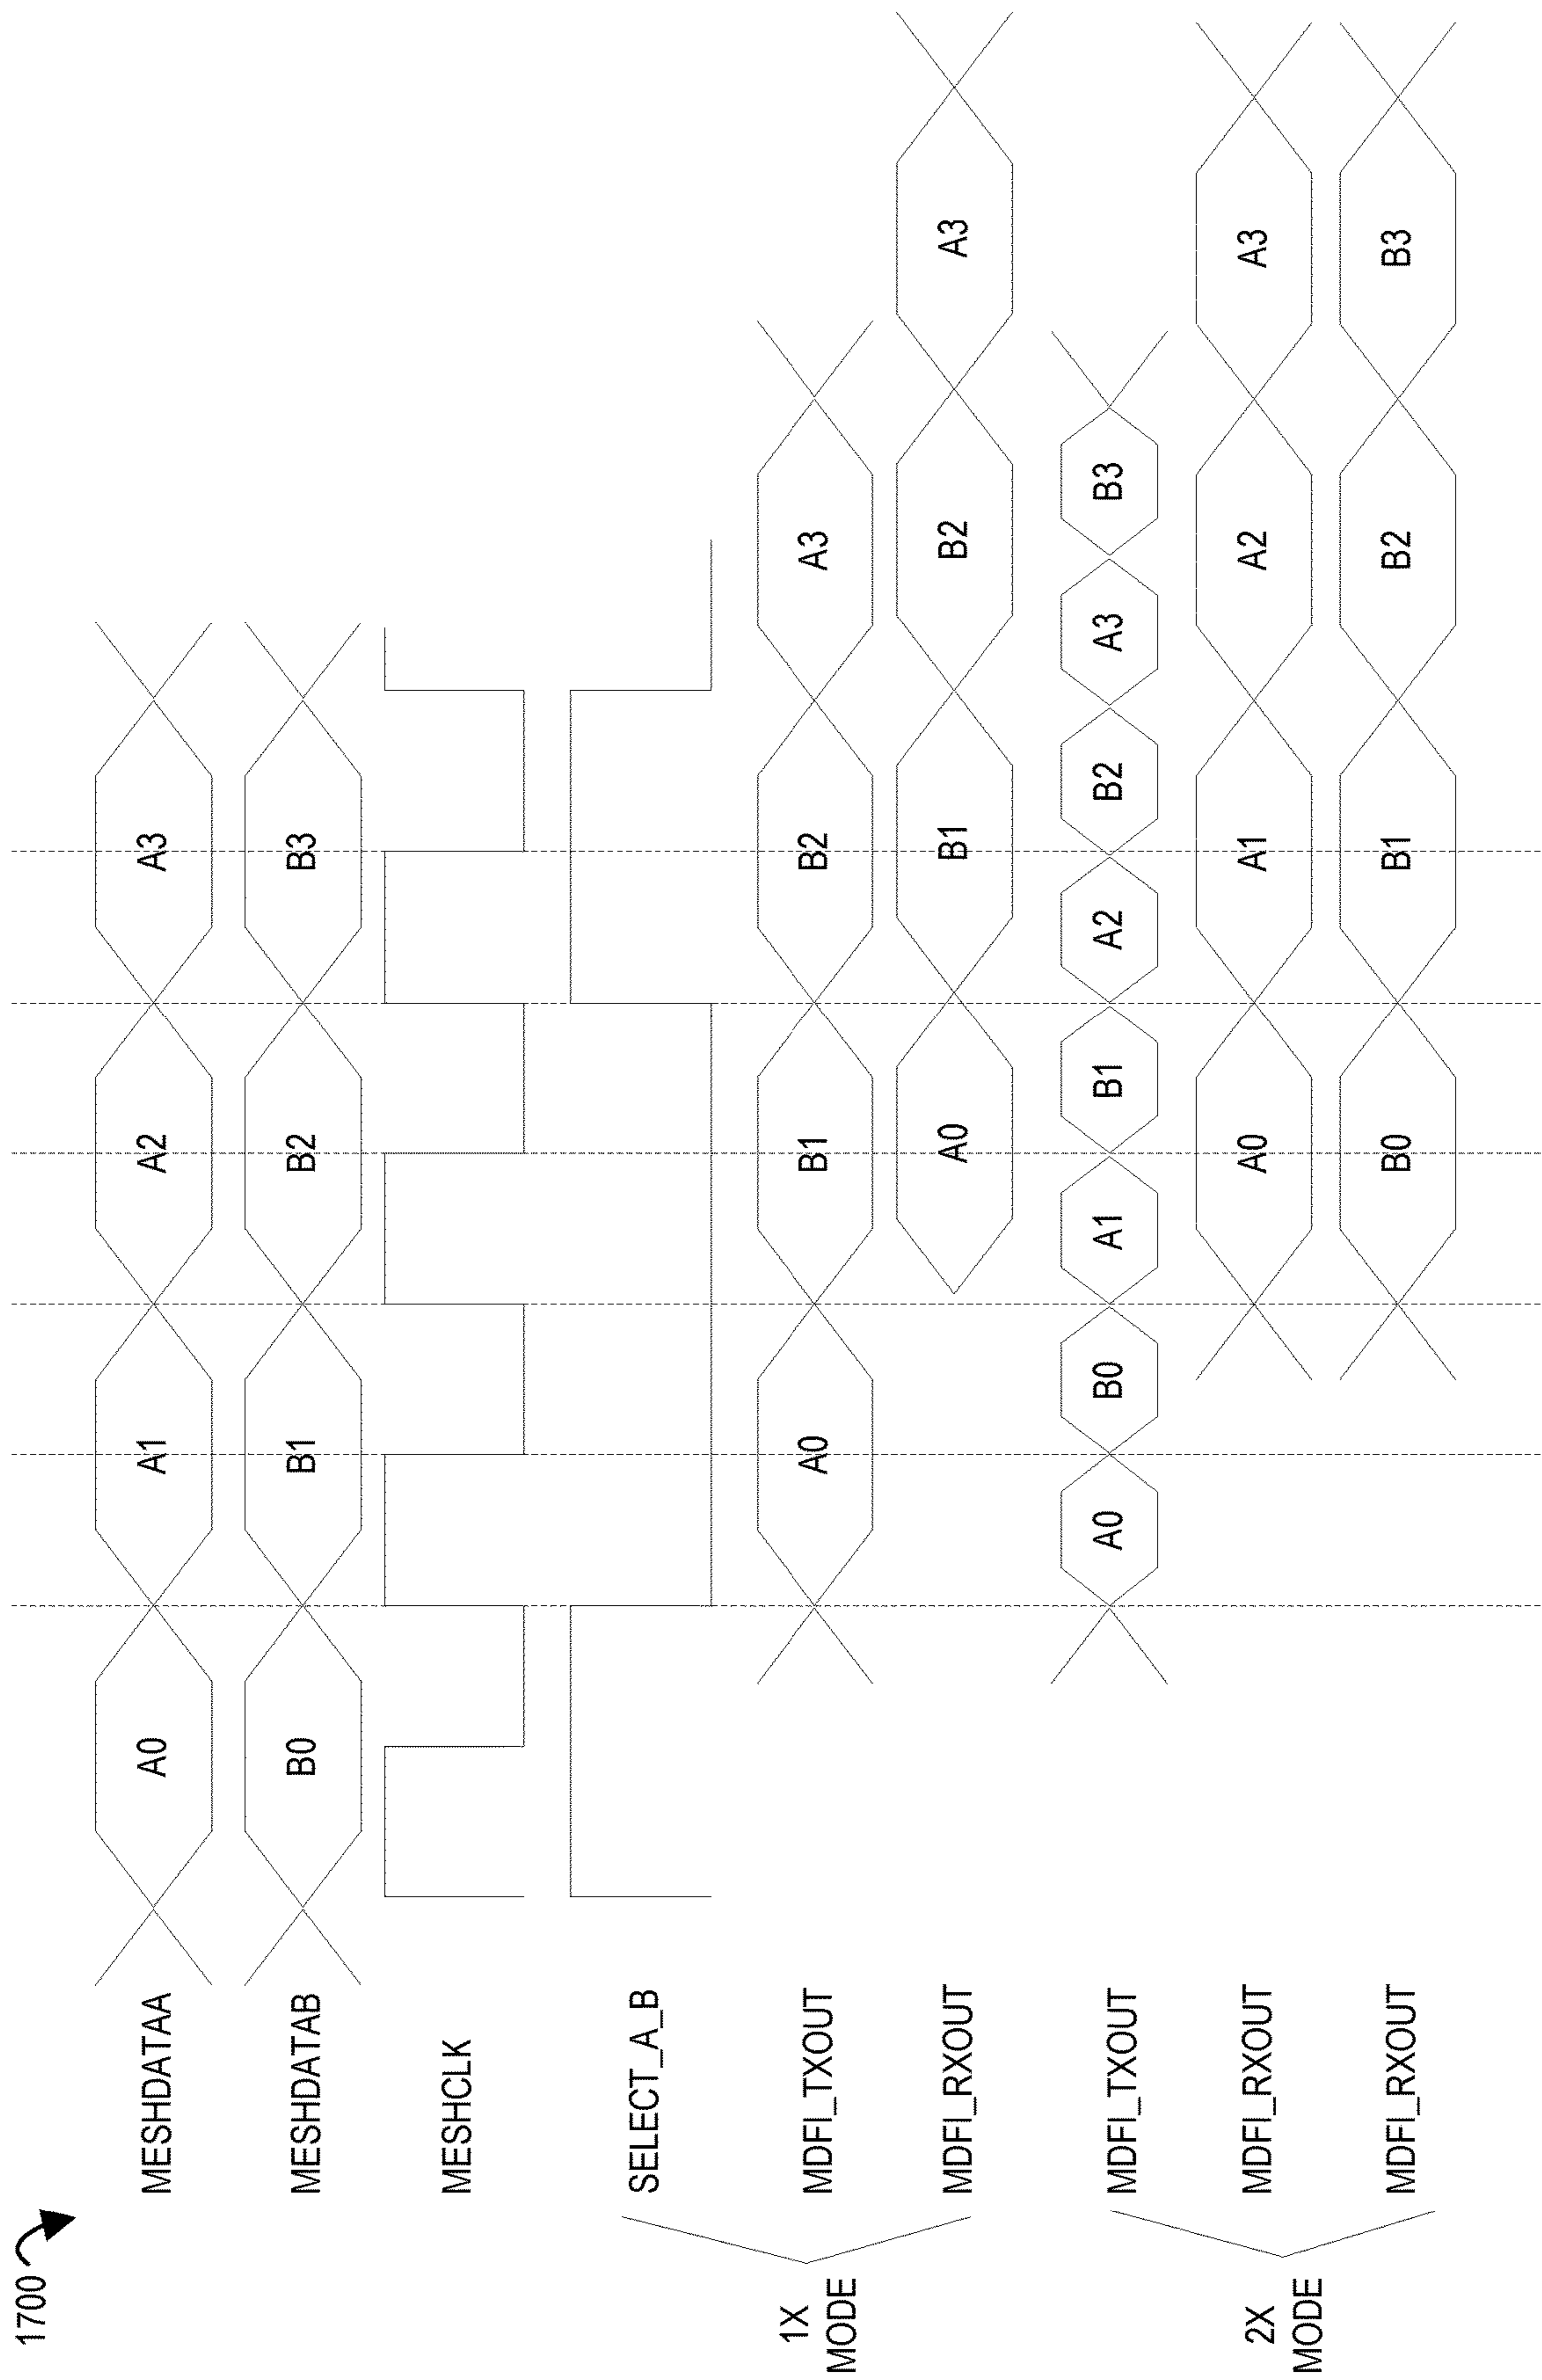 1700
MESHDATAA A0 A1 A2 A3
MESHDATAB B0 B1 B2 B3
MESHCLK
SELECT_A_B
1X
MODE
MDFI_TXOUT A0 B1 B2 A3
MDFI_RXOUT A0 B1 B2 A3
2X
MODE
MDFI_TXOUT A0 B0 A1 B1 A2 B2 A3 B3
MDFI_RXOUT A0 A1 A2 A3
MDFI_RXOUT B0 B1 B2 B3